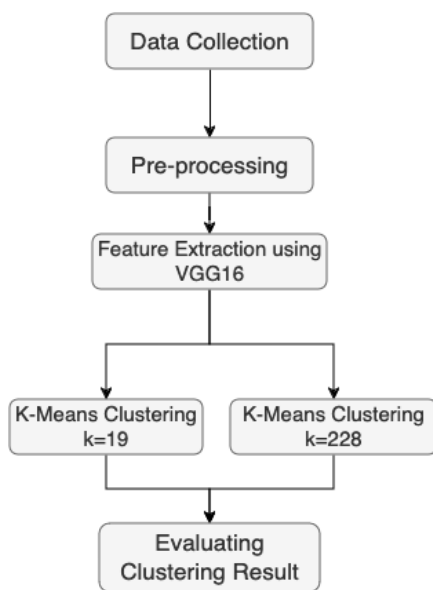 Data Collection
Pre-processing
Feature Extraction using
VGG16
K-Means Clustering
k=19
K-Means Clustering
k=228
Evaluating
Clustering Result